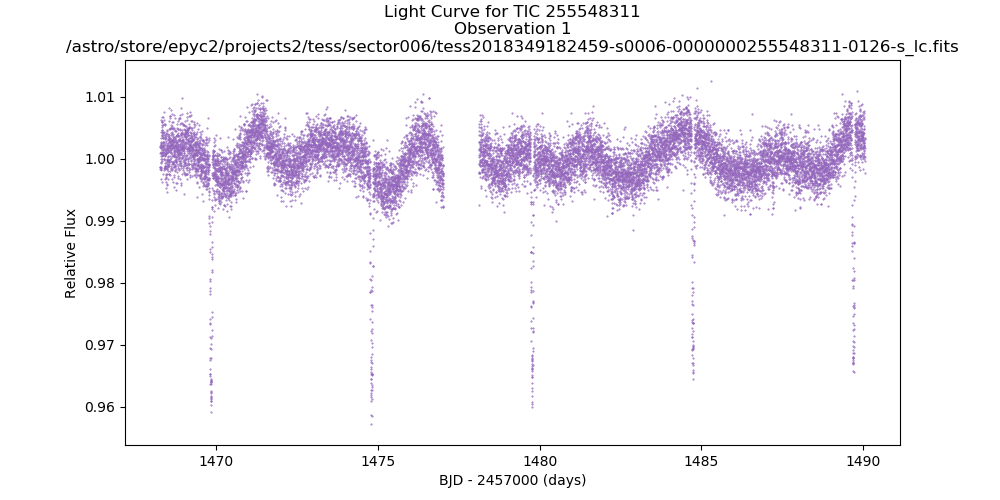 Light Curve for TIC 255548311
Observation 1
/astro/store/epyc2/projects2/tess/sector006/tess2018349182459-s0006-0000000255548311-0126-s_lc.fits
1.01
1.00
0.99
0.98
0.97
0.96
Relative Flux
1470
1475
1480
1485
1490
BJD - 2457000 (days)